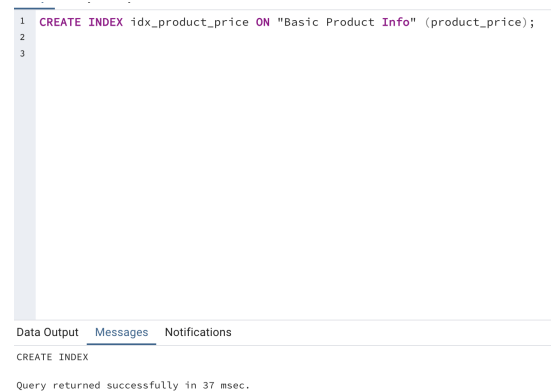 1 CREATE INDEX idx_product_price ON "Basic Product Info" (product_price);
2
3
Data Output Messages Notifications
CREATE INDEX
Query returned successfully in 37 msec.